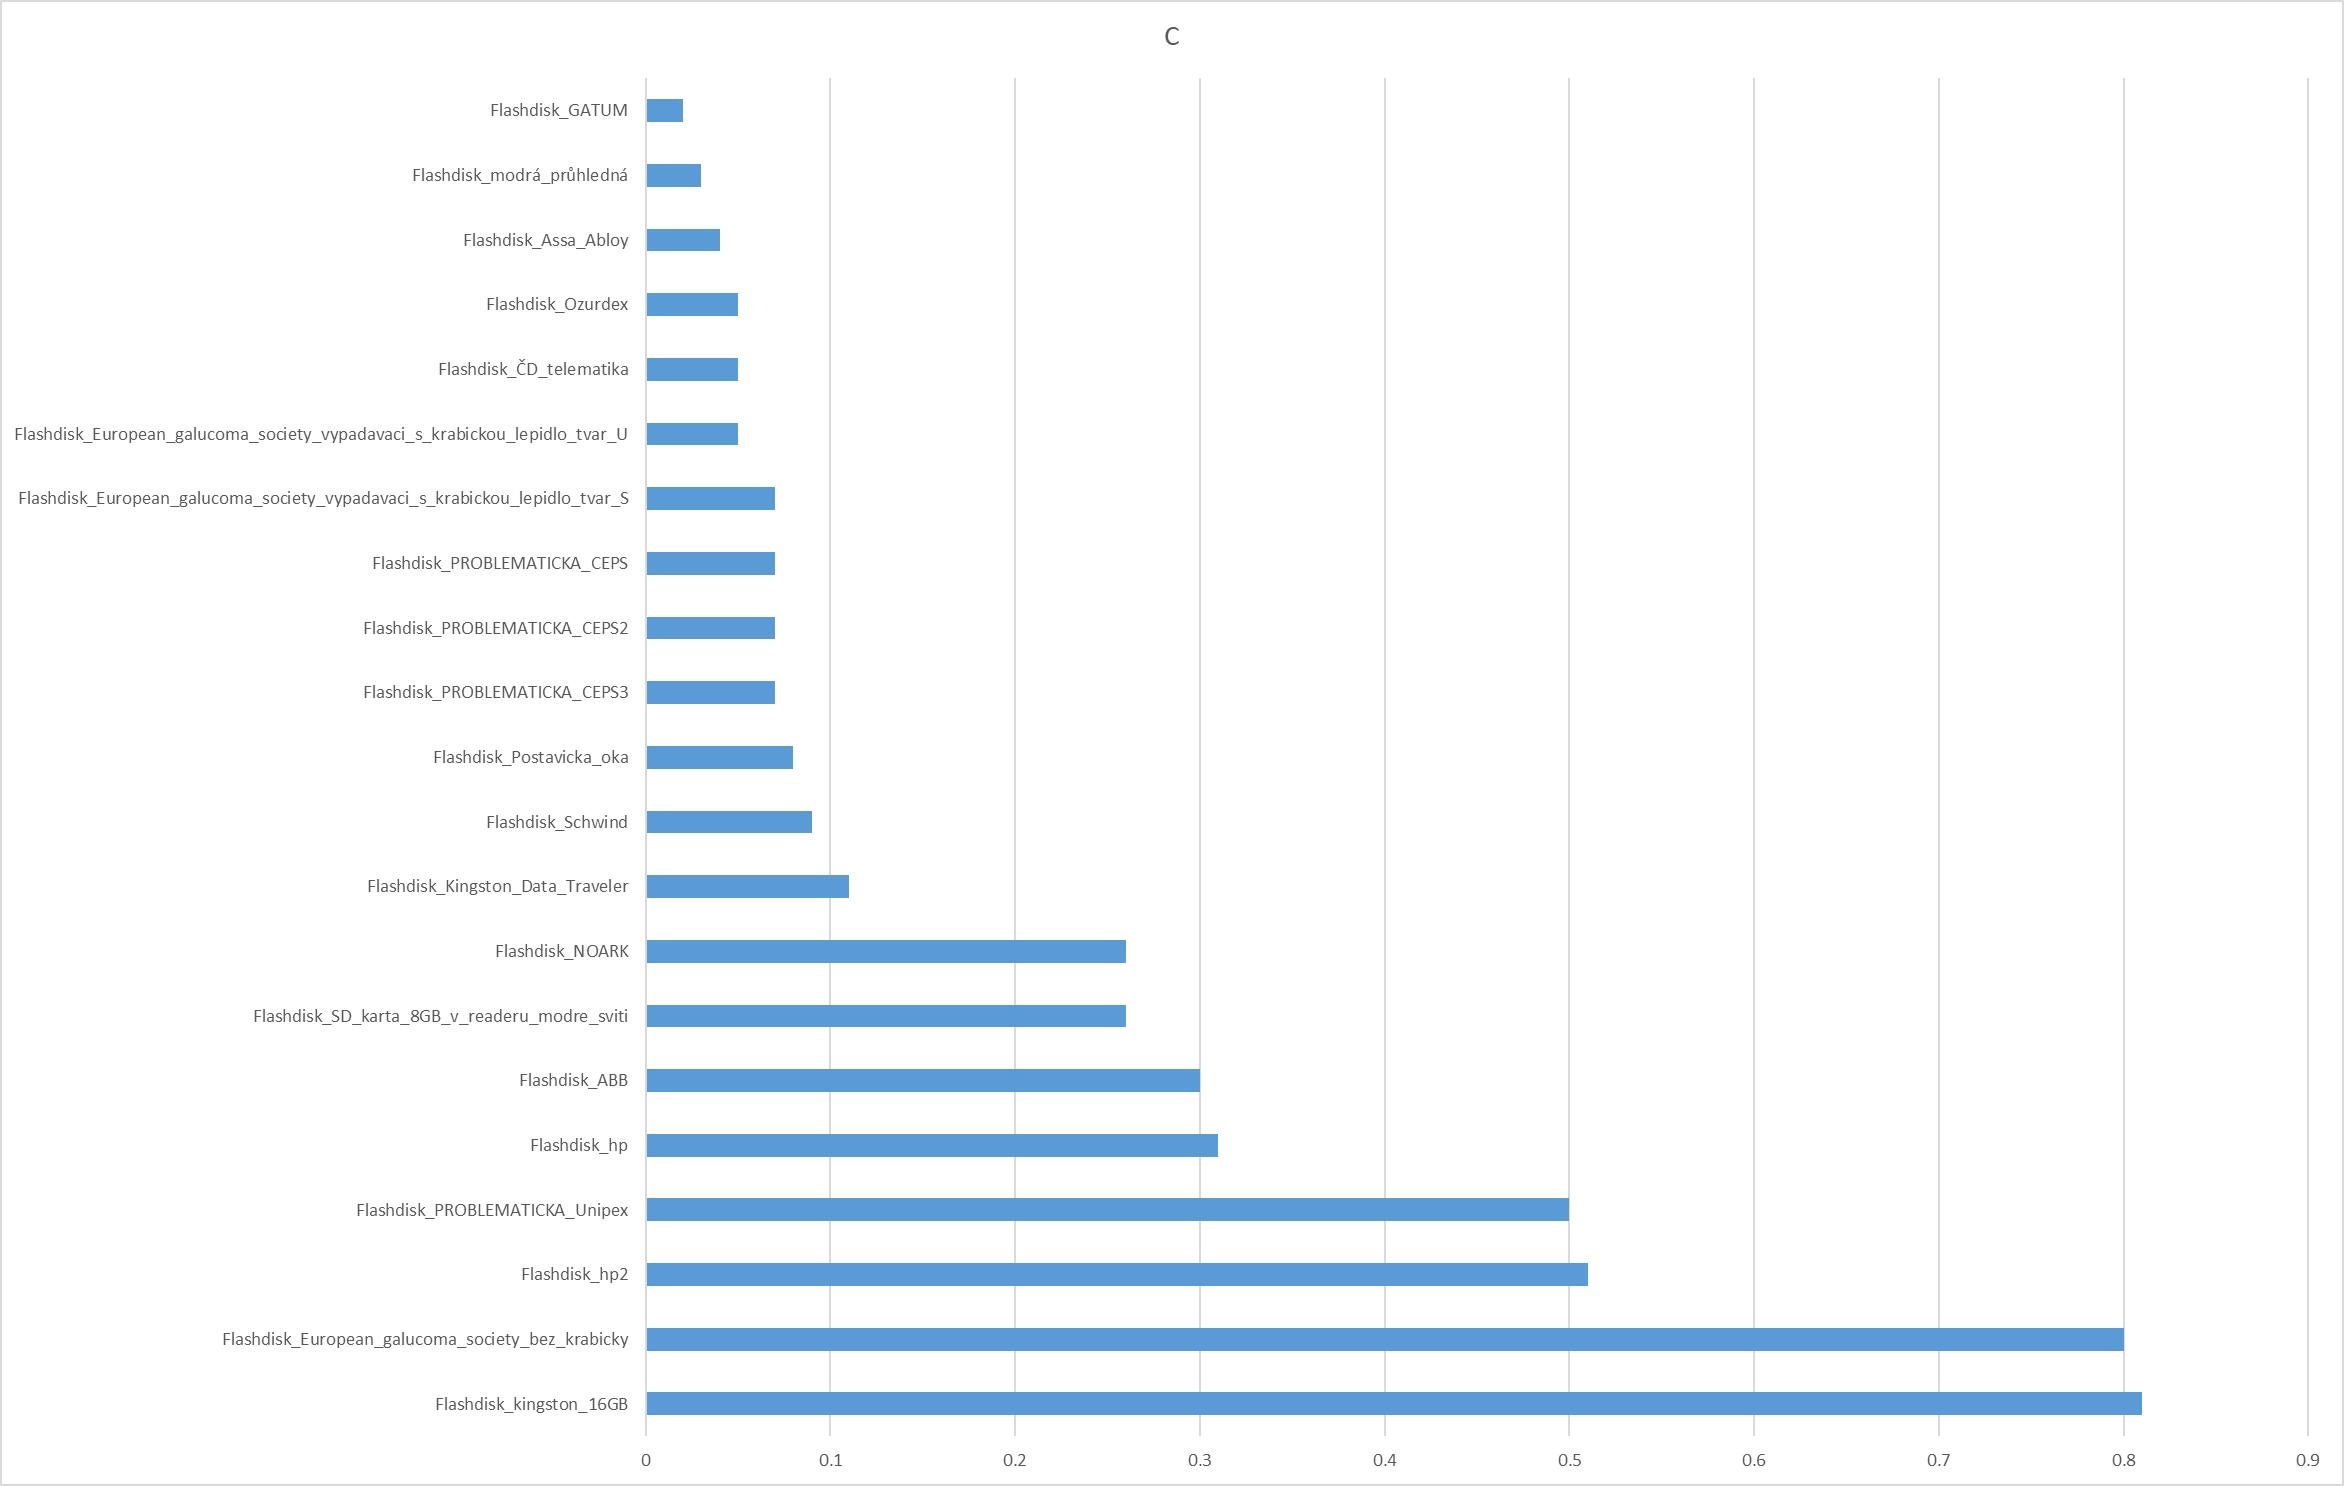 C
Flashdisk_GATUM
Flashdisk_modrá_průhledná
Flashdisk_Assa_Abloy
Flashdisk_Ozurdex
Flashdisk_ČD_telematika
Flashdisk_European_galucoma_society_vypadavaci_s_krabickou_lepidlo_tvar_U
Flashdisk_European_galucoma_society_vypadavaci_s_krabickou_lepidlo_tvar_S
Flashdisk_PROBLEMATICKA_CEPS
Flashdisk_PROBLEMATICKA_CEPS2
Flashdisk_PROBLEMATICKA_CEPS3
Flashdisk_Postavicka_oka
Flashdisk_Schwind
Flashdisk_Kingston_Data_Traveler
Flashdisk_NOARK
Flashdisk_SD_karta_8GB_v_readeru_modre_sviti
Flashdisk_ABB
Flashdisk_hp
Flashdisk_PROBLEMATICKA_Unipex
Flashdisk_hp2
Flashdisk_European_galucoma_society_bez_krabicky
Flashdisk_kingston_16GB
0 0.1 0.2 0.3 0.4 0.5 0.6 0.7 0.8 0.9